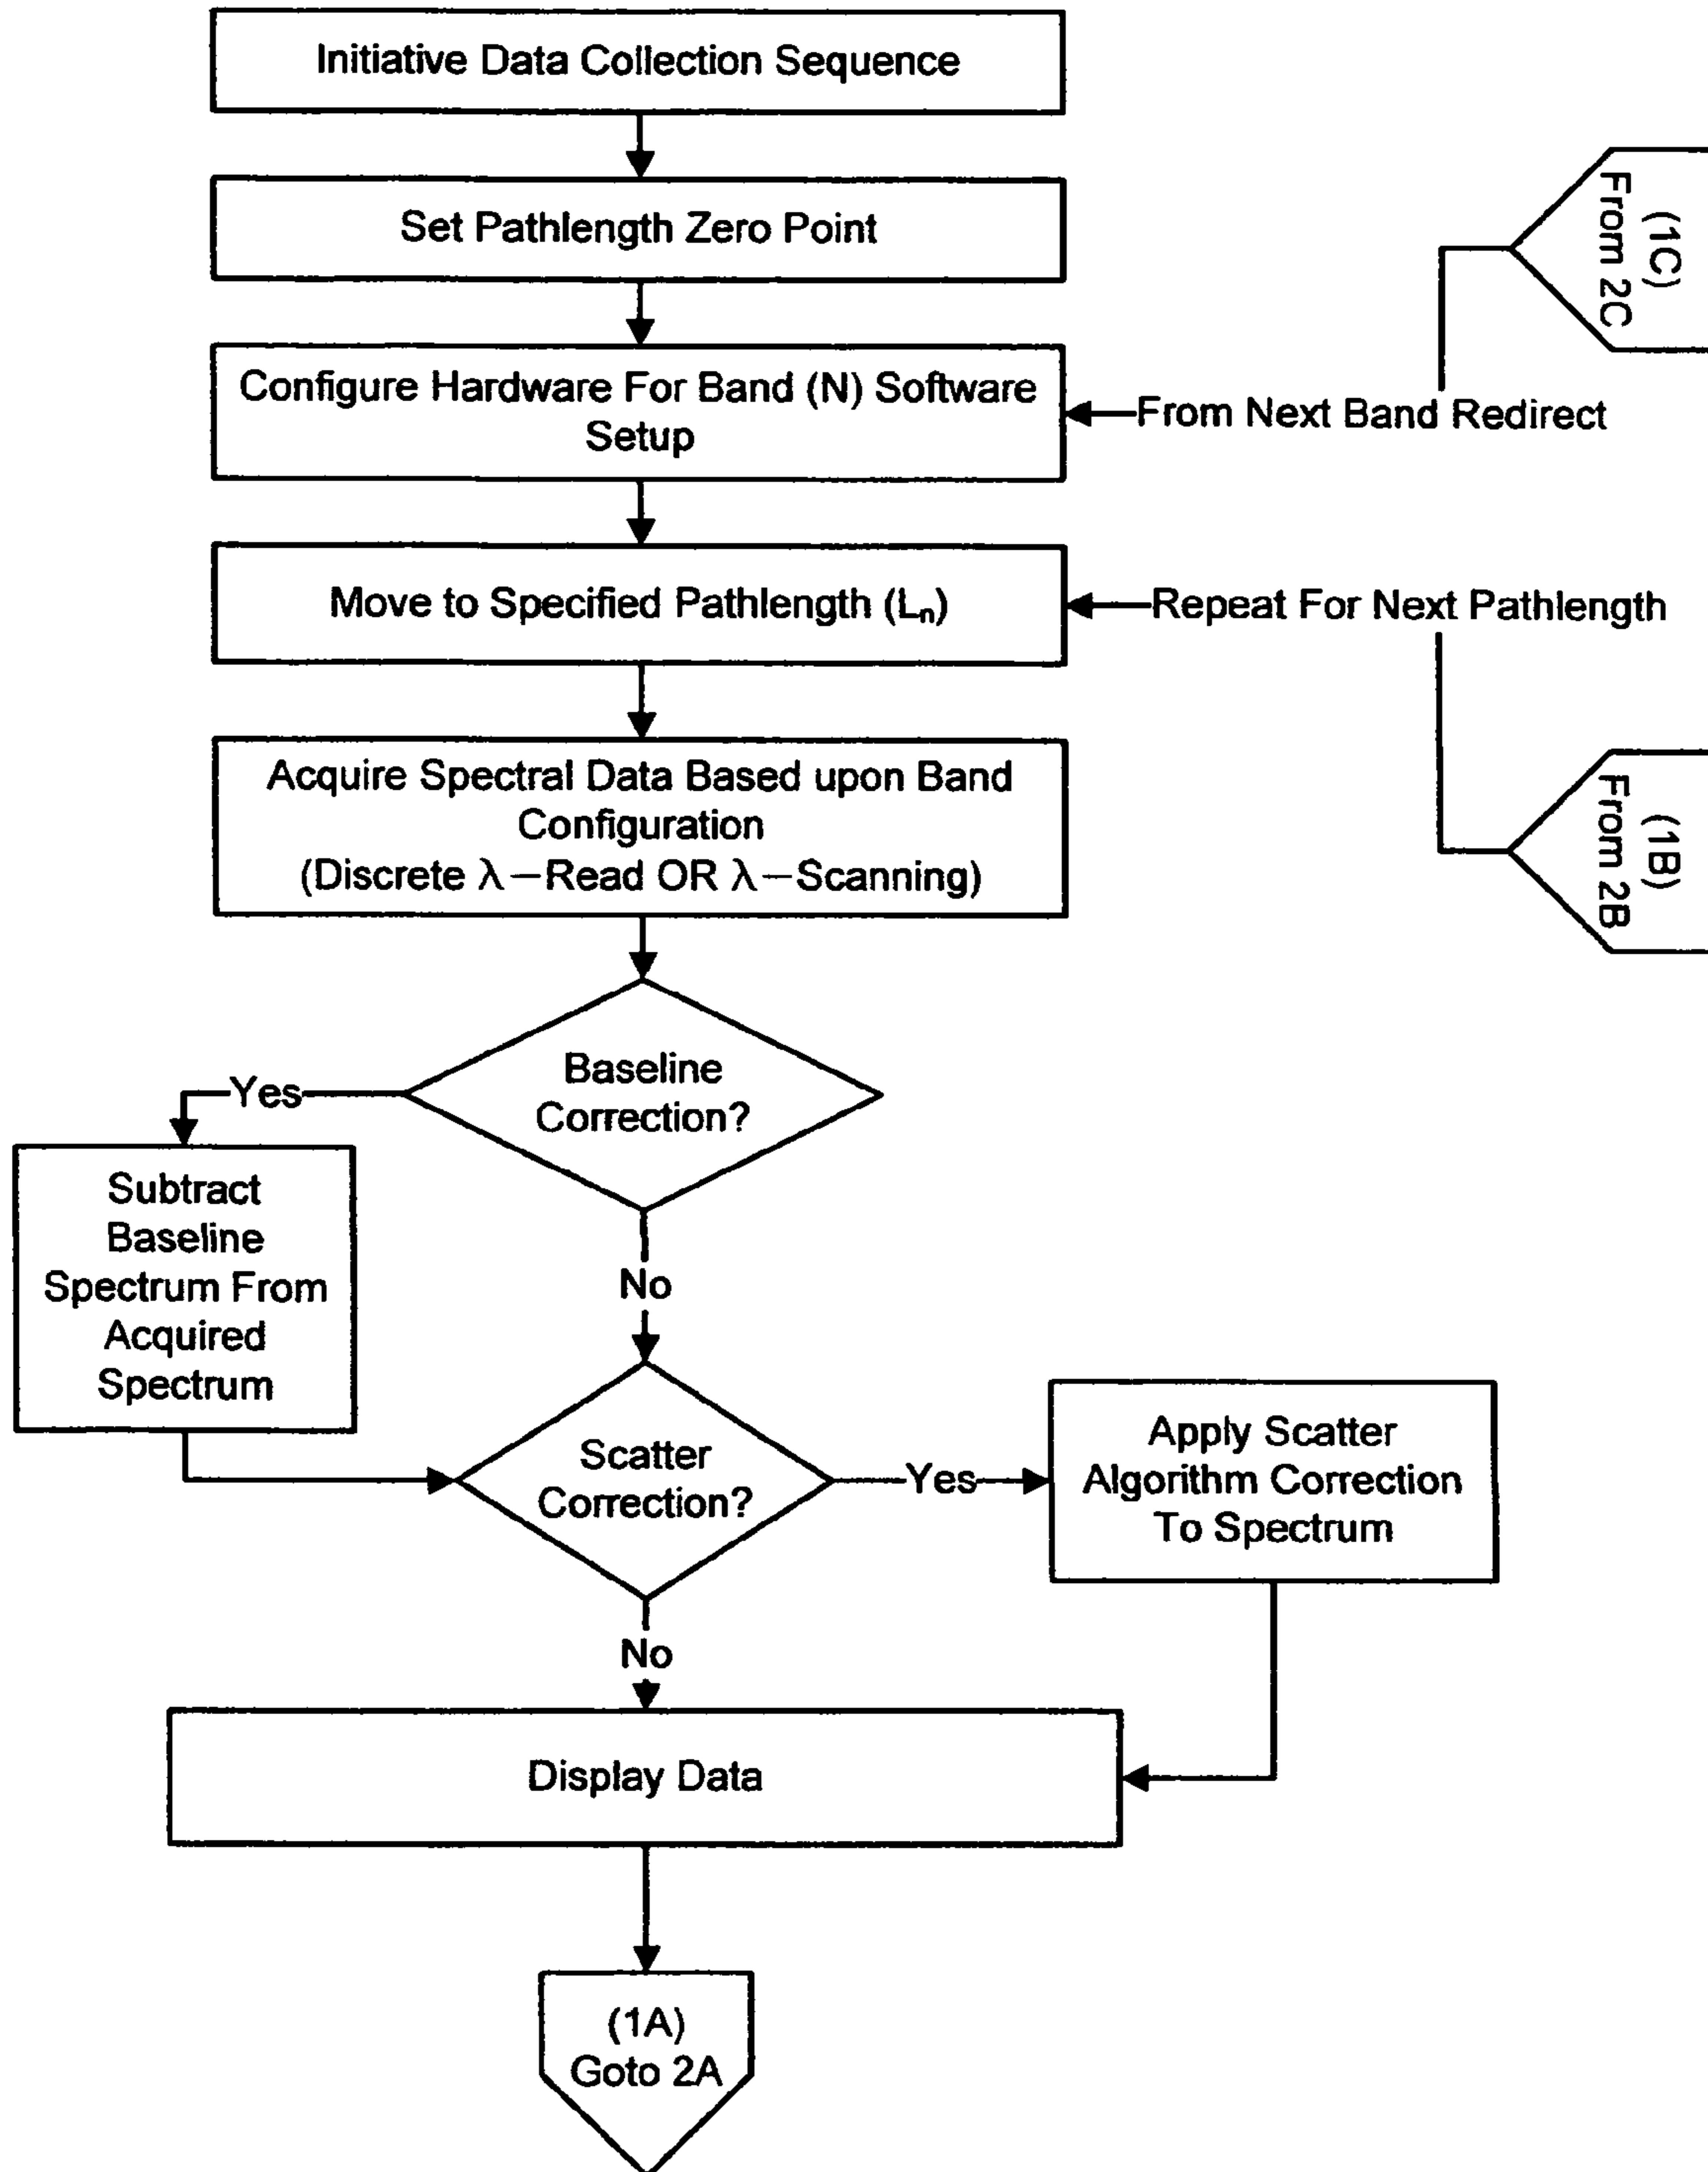 Initiative Data Collection Sequence
Set Pathlength Zero Point
(1C)
From 2C
Configure Hardware For Band (N) Software
Setup
From Next Band Redirect
Move to Specified Pathlength (Lₙ)
Repeat For Next Pathlength
Acquire Spectral Data Based upon Band
Configuration
(Discrete λ—Read OR λ—Scanning)
(1B)
From 2B
Baseline
Correction?
Yes
Subtract
Baseline
Spectrum From
Acquired
Spectrum
No
Scatter
Correction?
Yes
Apply Scatter
Algorithm Correction
To Spectrum
No
Display Data
(1A)
Goto 2A